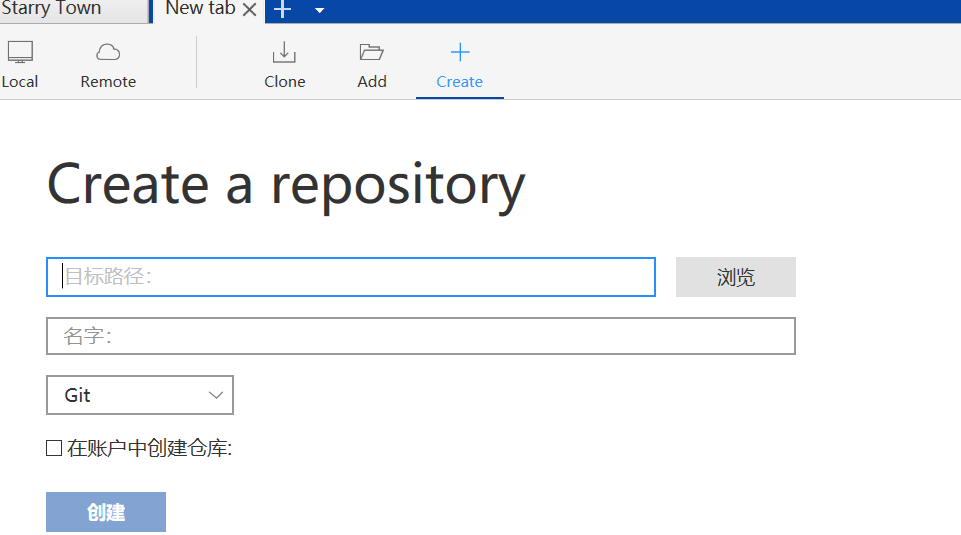 Starry Town
New tab
Local
Remote
Clone
Add
Create
Create a repository
目标路径:
浏览
名字:
Git
在账户中创建仓库:
创建